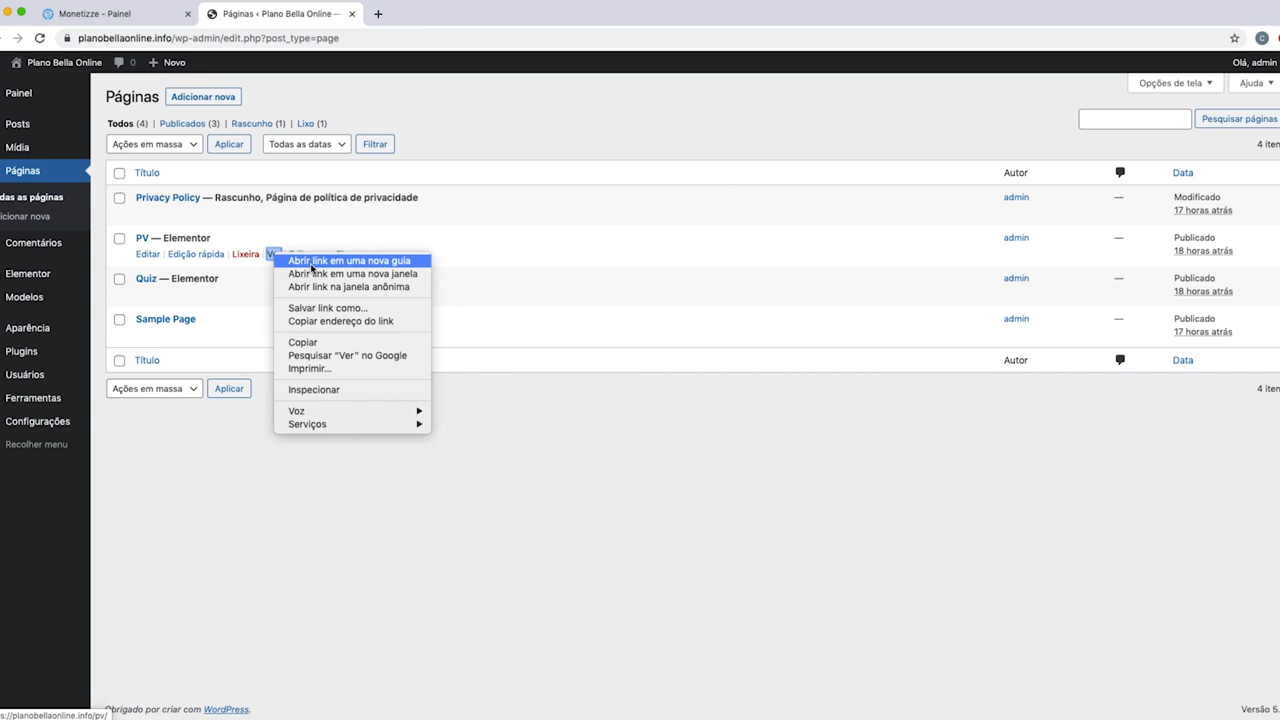 Monetizze - Painel
Páginas ‹ Plano Bella Online —
planobellaonline.info/wp-admin/edit.php?post_type=page
C
Plano Bella Online
0
Novo
Olá, admin
Painel
Posts
Mídia
Páginas
das as páginas
dicionar nova
Comentários
Elementor
Modelos
Aparência
Plugins
Usuários
Ferramentas
Configurações
Recolher menu
Páginas
Adicionar nova
Opções de tela
Ajuda
Todos (4) | Publicados (3) | Rascunho (1) | Lixo (1)
Pesquisar páginas
Ações em massa
Aplicar
Todas as datas
Filtrar
4 iten
Título
Autor
Data
Privacy Policy — Rascunho, Página de política de privacidade
admin
—
Modificado
17 horas atrás
PV — Elementor
Editar | Edição rápida | Lixeira |
admin
—
Publicado
18 horas atrás
Quiz — Elementor
admin
—
Publicado
18 horas atrás
Sample Page
admin
—
Publicado
17 horas atrás
Título
Autor
Data
Ações em massa
Aplicar
4 iten
Abrir link em uma nova guia
Abrir link em uma nova janela
Abrir link na janela anônima
Salvar link como...
Copiar endereço do link
Copiar
Pesquisar “Ver” no Google
Imprimir...
Inspecionar
Voz
Serviços
Obrigado por criar com WordPress.
Versão 5.
s://planobellaonline.info/pv/